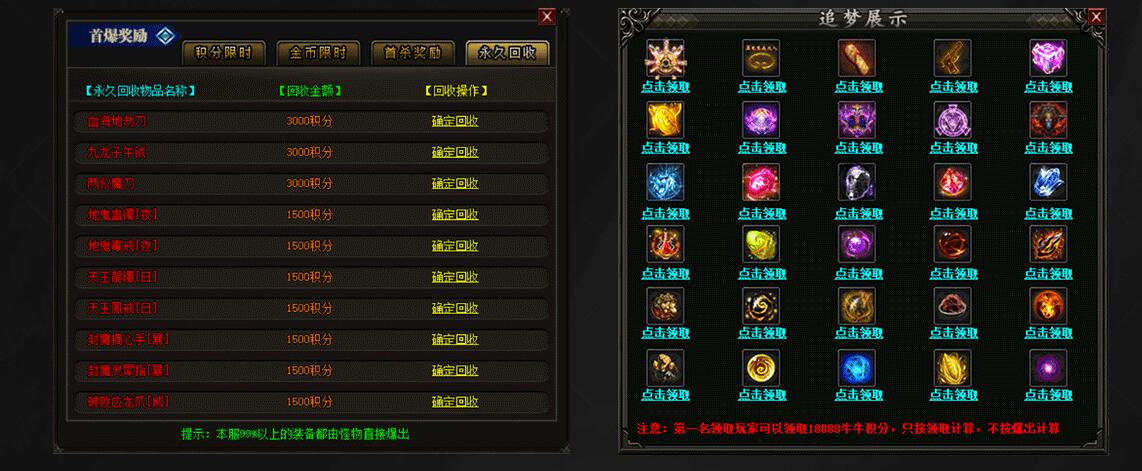 首爆奖励
积分限时 金币限时 首杀奖励 永久回收
【永久回收物品名称】 【回收金额】 【回收操作】
血海地劫刀 3000积分 确定回收
九龙子午钺 3000积分 确定回收
两仪魔刀 3000积分 确定回收
地鬼蛊镯[夜] 1500积分 确定回收
地鬼毒戒[夜] 1500积分 确定回收
天王龍镯[日] 1500积分 确定回收
天王鳳戒[日] 1500积分 确定回收
封魔摘心手[暴] 1500积分 确定回收
封魔灵犀指[暴] 1500积分 确定回收
破败应龙爪[威] 1500积分 确定回收
提示：本服99%以上的装备都由怪物直接爆出
追梦展示
点击领取 点击领取 点击领取 点击领取 点击领取
点击领取 点击领取 点击领取 点击领取 点击领取
点击领取 点击领取 点击领取 点击领取 点击领取
点击领取 点击领取 点击领取 点击领取 点击领取
点击领取 点击领取 点击领取 点击领取 点击领取
点击领取 点击领取 点击领取 点击领取 点击领取
注意：第一名领取玩家可以领取18888牛牛积分，只按领取计算，不按爆出计算